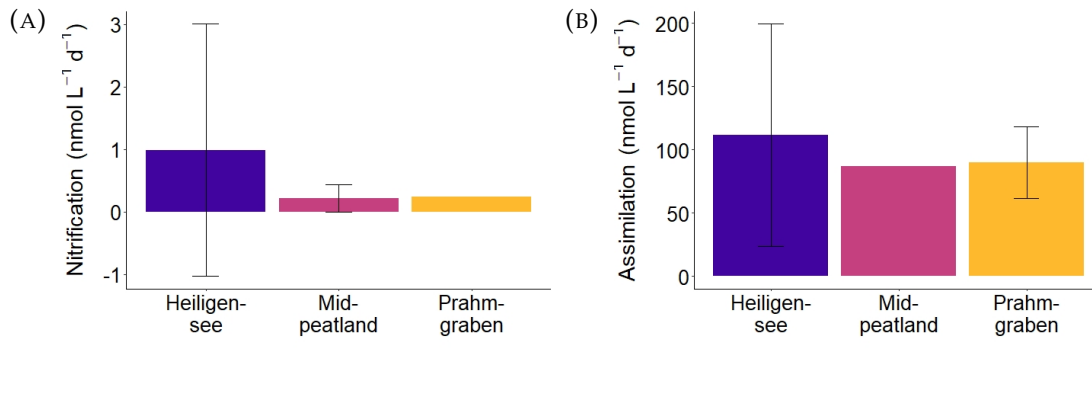 (A)
Nitrification (nmol L⁻¹ d⁻¹)
3
2
1
0
-1
Heiligen-
see
Mid-
peatland
Prahm-
graben
(B)
Assimilation (nmol L⁻¹ d⁻¹)
200
150
100
50
0
Heiligen-
see
Mid-
peatland
Prahm-
graben